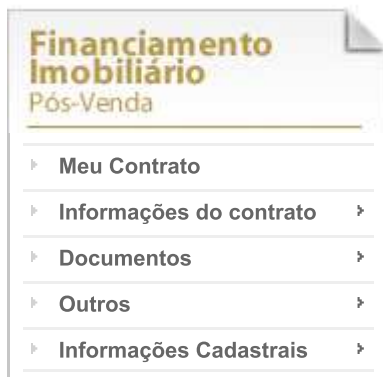 Financiamento
Imobiliário
Pós-Venda
Meu Contrato
Informações do contrato
Documentos
Outros
Informações Cadastrais